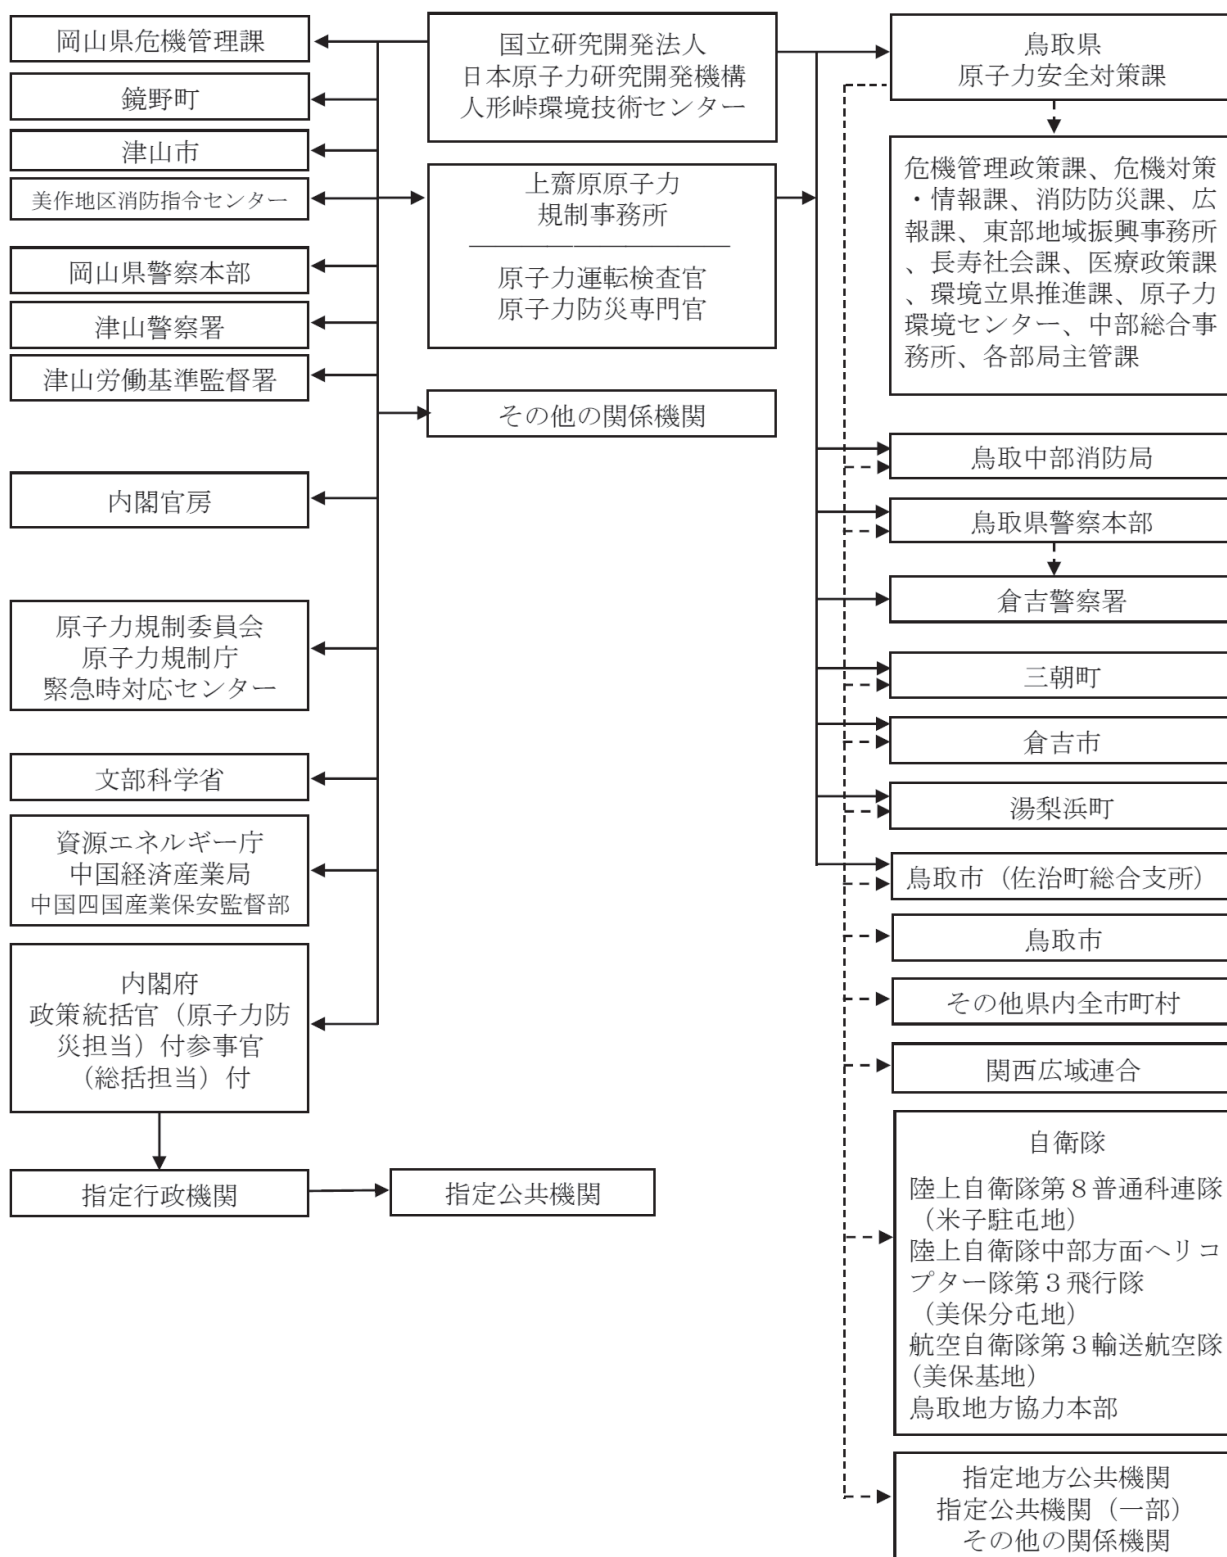 岡山県危機管理課
鏡野町
津山市
美作地区消防指令センター
岡山県警察本部
津山警察署
津山労働基準監督署
内閣官房
原子力規制委員会
原子力規制庁
緊急時対応センター
文部科学省
資源エネルギー庁
中国経済産業局
中国四国産業保安監督部
内閣府
政策統括官（原子力防
災担当）付参事官
（総括担当）付
指定行政機関
指定公共機関
国立研究開発法人
日本原子力研究開発機構
人形峠環境技術センター
上齋原原子力
規制事務所
原子力運転検査官
原子力防災専門官
その他の関係機関
鳥取県
原子力安全対策課
危機管理政策課、危機対策
・情報課、消防防災課、広
報課、東部地域振興事務所
、長寿社会課、医療政策課
、環境立県推進課、原子力
環境センター、中部総合事
務所、各部局主管課
鳥取中部消防局
鳥取県警察本部
倉吉警察署
三朝町
倉吉市
湯梨浜町
鳥取市（佐治町総合支所）
鳥取市
その他県内全市町村
関西広域連合
自衛隊
陸上自衛隊第８普通科連隊
（米子駐屯地）
陸上自衛隊中部方面ヘリコ
プター隊第３飛行隊
（美保分屯地）
航空自衛隊第３輸送航空隊
(美保基地）
鳥取地方協力本部
指定地方公共機関
指定公共機関（一部）
その他の関係機関